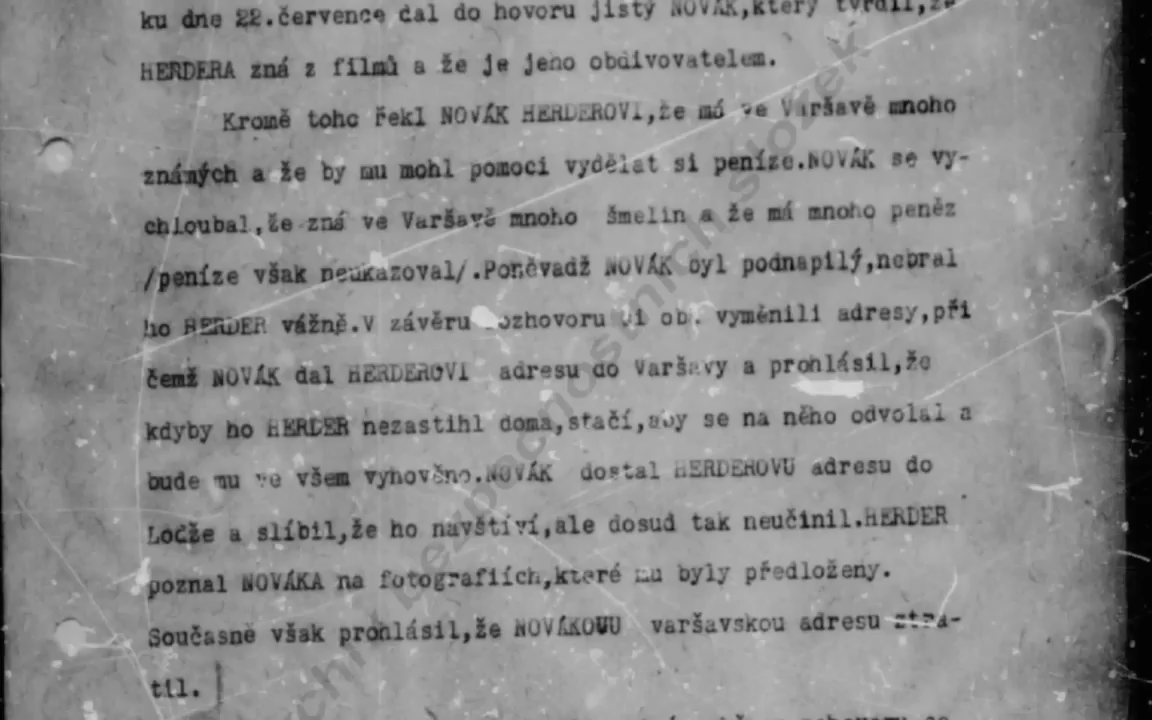 ku dne 22.července dal do hovoru jistý NOVÁK,který tvrdil,že
HERDERA zná z filmů a že je jeho obdivovatelem.
Kromě toho řekl NOVÁK HERDEROVI,že má ve Varšavě mnoho
známých a že by mu mohl pomoci vydělat si peníze.NOVÁK se vy-
chloubal,že zná ve Varšavě mnoho šmelin a že má mnoho peněz
/peníze však neukazoval/.Poněvadž NOVÁK byl podnapilý,nebral
ho HERDER vážně.V závěru rozhovoru si oba vyměnili adresy,při
čemž NOVÁK dal HERDEROVI adresu do Varšavy a prohlásil,že
kdyby ho HERDER nezastihl doma,stačí,aby se na něho odvolal a
bude mu ve všem vyhověno.NOVÁK dostal HERDEROVU adresu do
Lodže a slíbil,že ho navštíví,ale dosud tak neučinil.HERDER
poznal NOVÁKA na fotografiích,které mu byly předloženy.
Současně však prohlásil,že NOVÁKOVU varšavskou adresu ztra-
til.